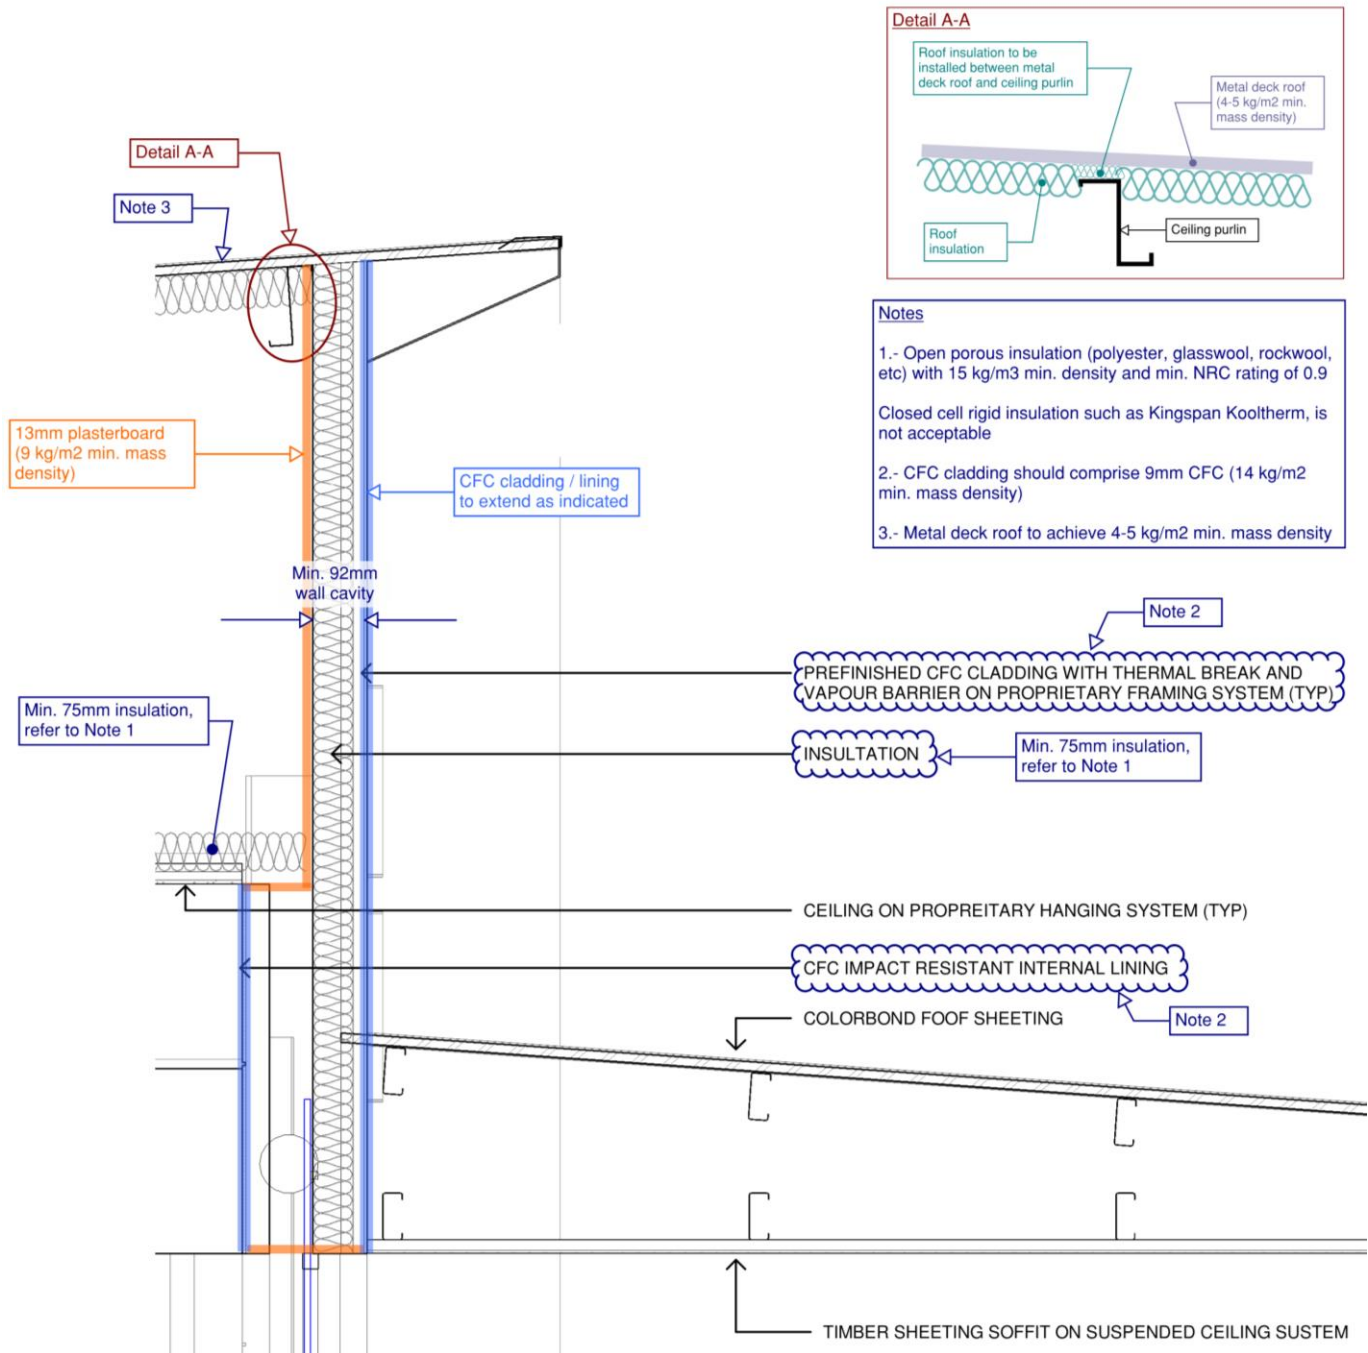 Detail A-A
Roof insulation to be
installed between metal
deck roof and ceiling purlin
Metal deck roof
(4-5 kg/m2 min.
mass density)
Roof
insulation
Ceiling purlin
Detail A-A
Note 3
Notes
1.- Open porous insulation (polyester, glasswool, rockwool,
etc) with 15 kg/m3 min. density and min. NRC rating of 0.9
Closed cell rigid insulation such as Kingspan Kooltherm, is
not acceptable
2.- CFC cladding should comprise 9mm CFC (14 kg/m2
min. mass density)
3.- Metal deck roof to achieve 4-5 kg/m2 min. mass density
13mm plasterboard
(9 kg/m2 min. mass
density)
CFC cladding / lining
to extend as indicated
Min. 92mm
wall cavity
Note 2
PREFINISHED CFC CLADDING WITH THERMAL BREAK AND
VAPOUR BARRIER ON PROPRIETARY FRAMING SYSTEM (TYP)
Min. 75mm insulation,
refer to Note 1
INSULTATION
Min. 75mm insulation,
refer to Note 1
CEILING ON PROPREITARY HANGING SYSTEM (TYP)
CFC IMPACT RESISTANT INTERNAL LINING
Note 2
COLORBOND FOOF SHEETING
TIMBER SHEETING SOFFIT ON SUSPENDED CEILING SUSTEM